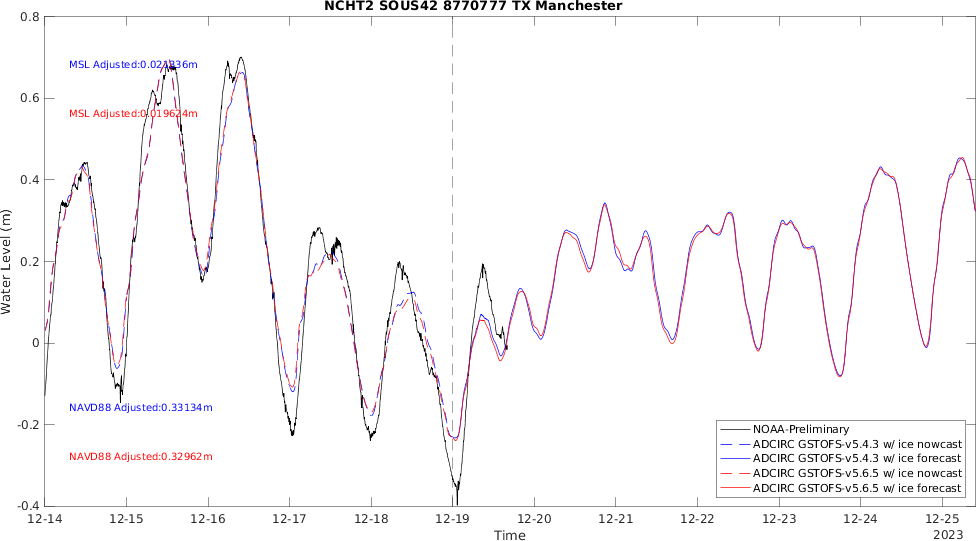 NCHT2 SOUS42 8770777 TX Manchester
0.8
0.6
0.4
0.2
0
-0.2
-0.4
Water Level (m)
MSL Adjusted:0.021336m
MSL Adjusted:0.019624m
NAVD88 Adjusted:0.33134m
NAVD88 Adjusted:0.32962m
NOAA-Preliminary
ADCIRC GSTOFS-v5.4.3 w/ ice nowcast
ADCIRC GSTOFS-v5.4.3 w/ ice forecast
ADCIRC GSTOFS-v5.6.5 w/ ice nowcast
ADCIRC GSTOFS-v5.6.5 w/ ice forecast
12-14 12-15 12-16 12-17 12-18 12-19 12-20 12-21 12-22 12-23 12-24 12-25
Time
2023